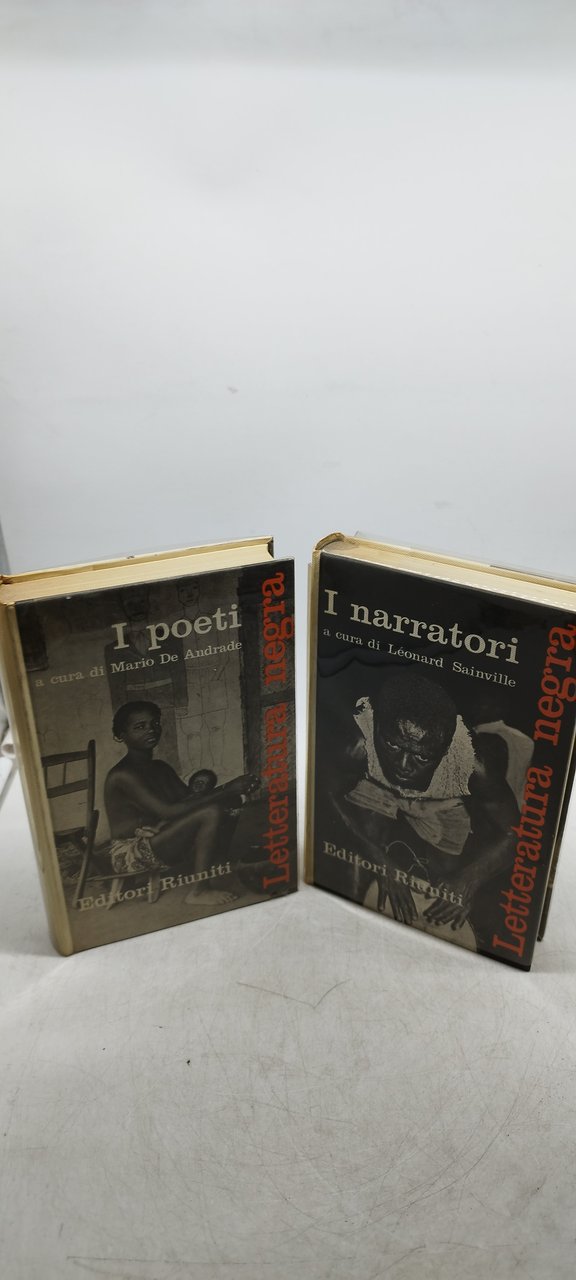 I poeti
a cura di Mario De Andrade
Letteratura negra
Editori Riuniti
I narratori
a cura di Léonard Sainville
Letteratura negra
Editori Riuniti